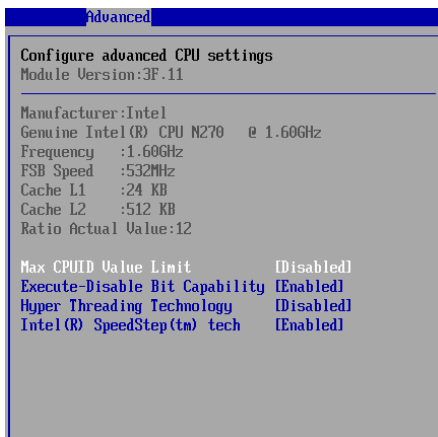 Advanced
Configure advanced CPU settings
Module Version:3F.11
Manufacturer:Intel
Genuine Intel(R) CPU N270 @ 1.60GHz
Frequency :1.60GHz
FSB Speed :532MHz
Cache L1 :24 KB
Cache L2 :512 KB
Ratio Actual Value:12
Max CPUID Value Limit [Disabled]
Execute-Disable Bit Capability [Enabled]
Hyper Threading Technology [Disabled]
Intel(R) SpeedStep(tm) tech [Enabled]